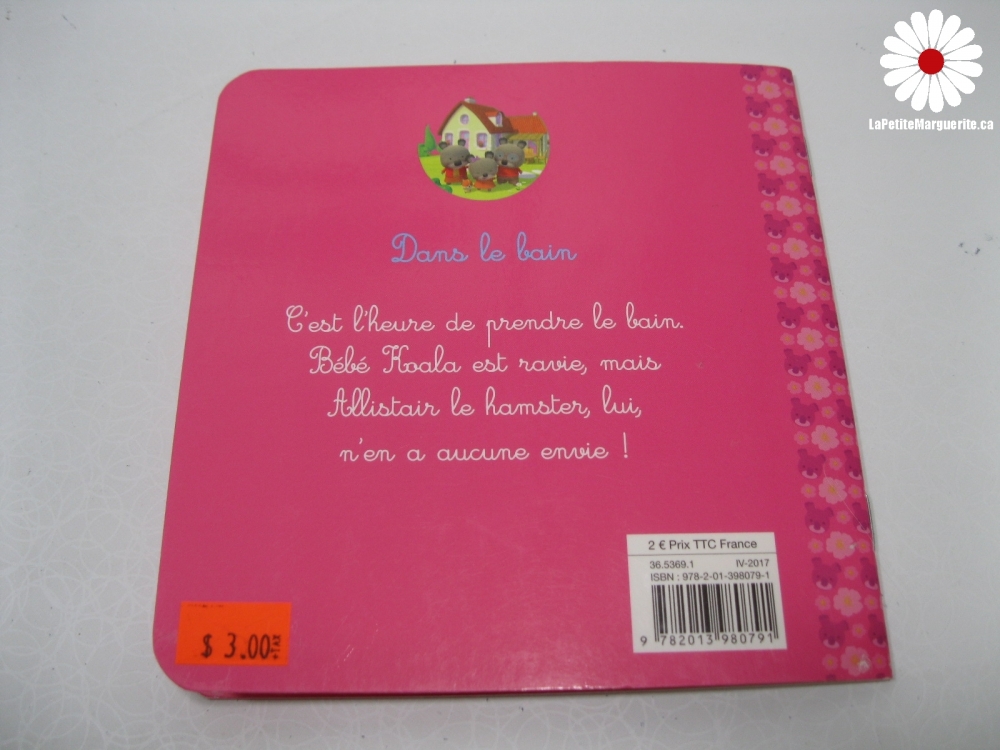 LaPetiteMarguerite.ca
Dans le bain
C'est l'heure de prendre le bain.
Bébé Koala est ravie, mais
Allistair le hamster, lui,
n'en a aucune envie !
2 € Prix TTC France
36.5369.1 IV-2017
ISBN : 978-2-01-398079-1
9 782013 980791
$ 3.00 +TAX